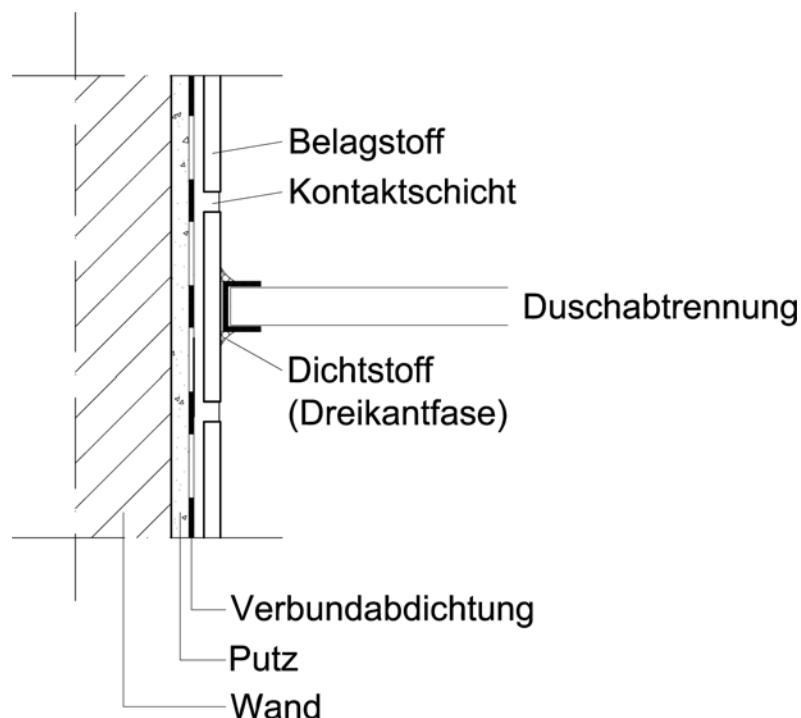 Belagstoff
Kontaktschicht
Duschabtrennung
Dichtstoff
(Dreikantfase)
Verbundabdichtung
Putz
Wand